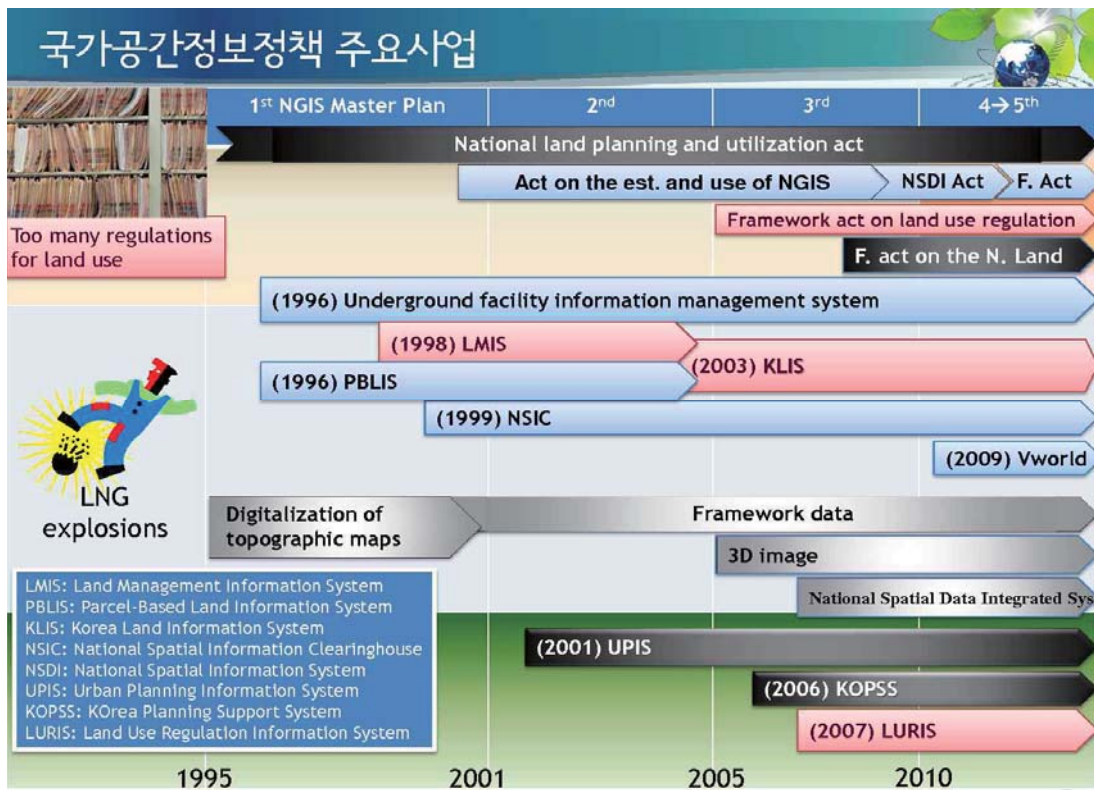 국가공간정보정책 주요사업
1st NGIS Master Plan
2nd
3rd
4→5th
National land planning and utilization act
Act on the est. and use of NGIS
NSDI Act
F. Act
Too many regulations
for land use
Framework act on land use regulation
F. act on the N. Land
(1996) Underground facility information management system
(1998) LMIS
(2003) KLIS
(1996) PBLIS
(1999) NSIC
(2009) Vworld
LNG
explosions
Digitalization of
topographic maps
Framework data
3D image
National Spatial Data Integrated Sys
LMIS: Land Management Information System
PBLIS: Parcel-Based Land Information System
KLIS: Korea Land Information System
NSIC: National Spatial Information Clearinghouse
NSDI: National Spatial Information System
UPIS: Urban Planning Information System
KOPSS: KOrea Planning Support System
LURIS: Land Use Regulation Information System
(2001) UPIS
(2006) KOPSS
(2007) LURIS
1995
2001
2005
2010